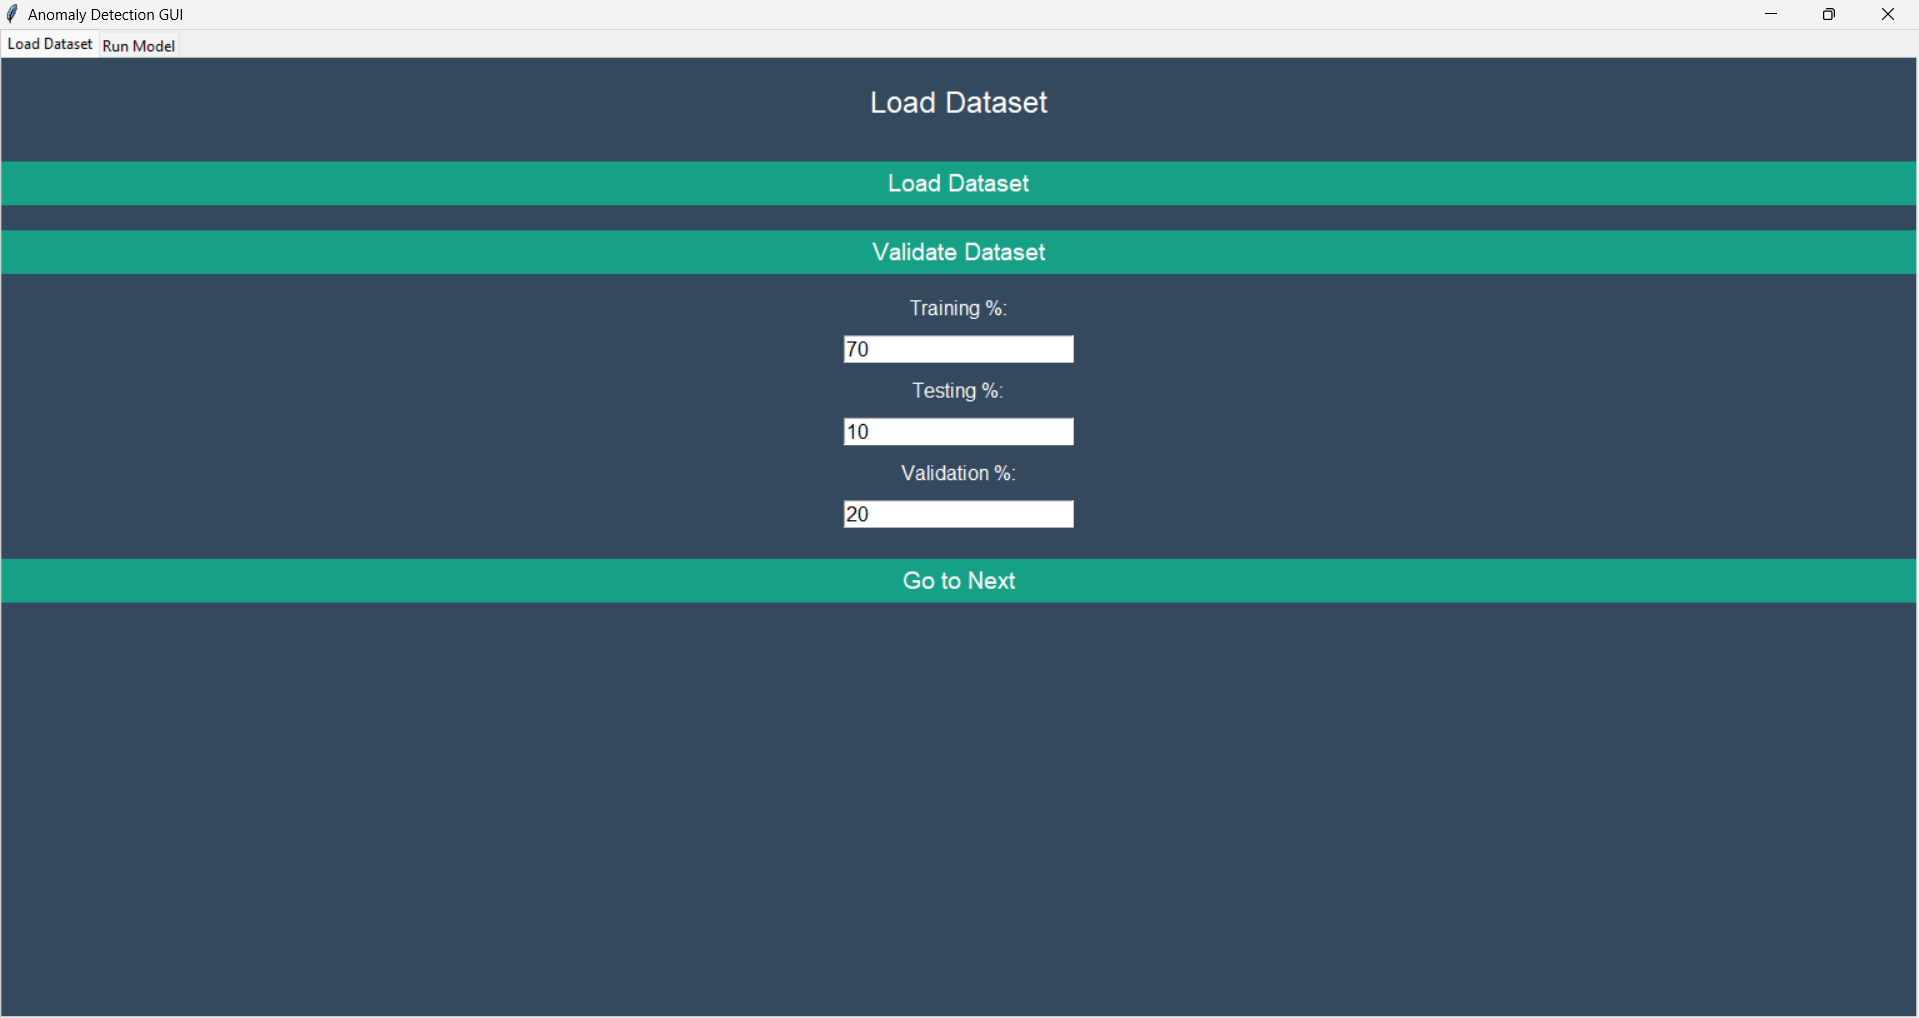 Anomaly Detection GUI
Load Dataset Run Model
Load Dataset
Load Dataset
Validate Dataset
Training %:
70
Testing %:
10
Validation %:
20
Go to Next